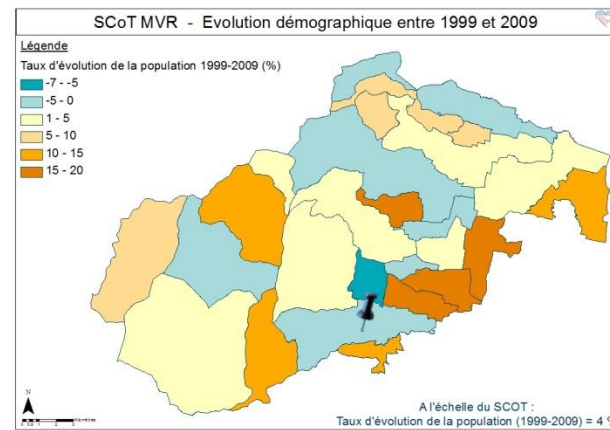 SCoT MVR - Evolution démographique entre 1999 et 2009
Légende
Taux d'évolution de la population 1999-2009 (%)
-7 - -5
-5 - 0
1 - 5
5 - 10
10 - 15
15 - 20
N
A l'échelle du SCOT :
Taux d'évolution de la population (1999-2009) = 4 %